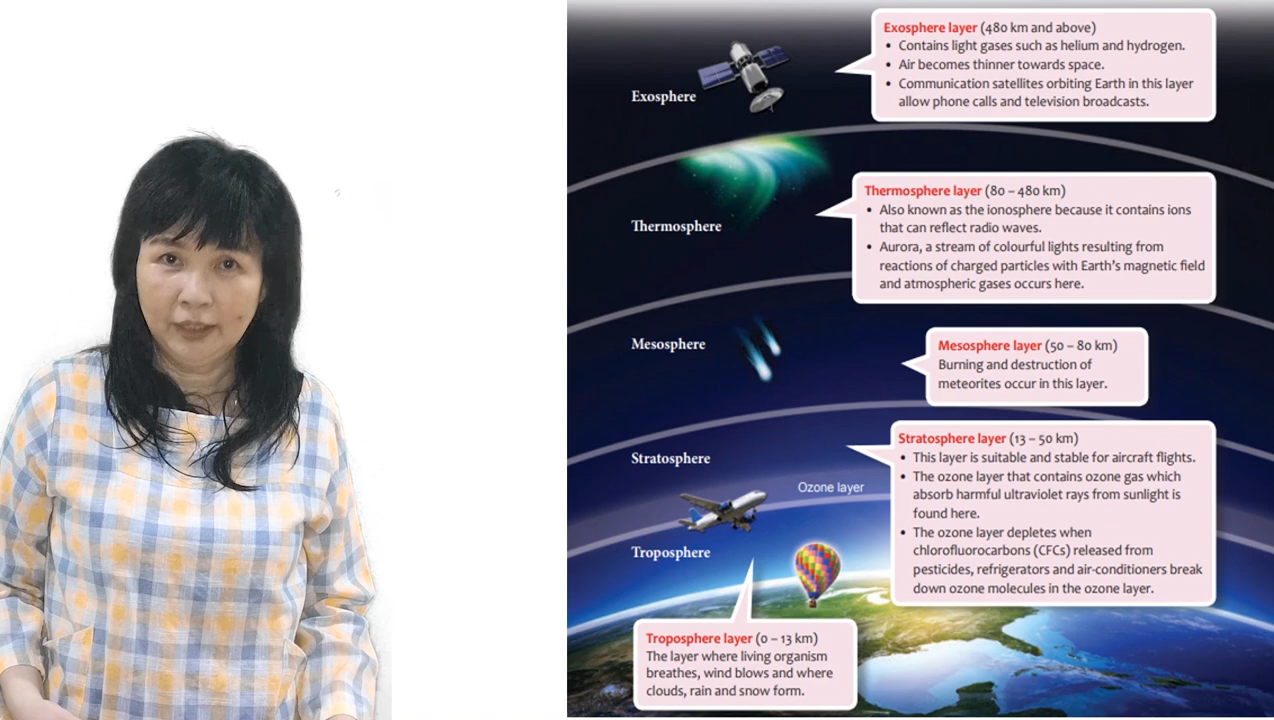 Exosphere layer (480 km and above)
• Contains light gases such as helium and hydrogen.
• Air becomes thinner towards space.
• Communication satellites orbiting Earth in this layer
allow phone calls and television broadcasts.
Exosphere
Thermosphere layer (80 – 480 km)
• Also known as the ionosphere because it contains ions
that can reflect radio waves.
• Aurora, a stream of colourful lights resulting from
reactions of charged particles with Earth's magnetic field
and atmospheric gases occurs here.
Thermosphere
Mesosphere layer (50 – 80 km)
Burning and destruction of
meteorites occur in this layer.
Mesosphere
Stratosphere layer (13 – 50 km)
• This layer is suitable and stable for aircraft flights.
• The ozone layer that contains ozone gas which
absorb harmful ultraviolet rays from sunlight is
found here.
• The ozone layer depletes when
chlorofluorocarbons (CFCs) released from
pesticides, refrigerators and air-conditioners break
down ozone molecules in the ozone layer.
Stratosphere
Ozone layer
Troposphere
Troposphere layer (0 – 13 km)
The layer where living organism
breathes, wind blows and where
clouds, rain and snow form.